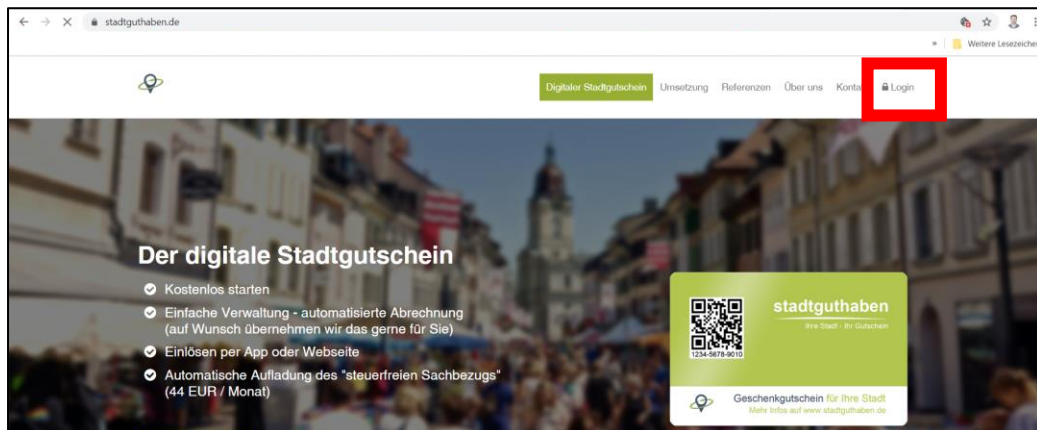 stadtguthaben.de
» Weitere Lesezeichen
Digitaler Stadtgutschein Umsetzung Referenzen Über uns Konta Login
Der digitale Stadtgutschein
Kostenlos starten
Einfache Verwaltung - automatisierte Abrechnung
(auf Wunsch übernehmen wir das gerne für Sie)
Einlösen per App oder Webseite
Automatische Aufladung des "steuerfreien Sachbezugs"
(44 EUR / Monat)
stadtguthaben
Ihre Stadt - Ihr Gutschein
1234-5678-9010
Geschenkgutschein für Ihre Stadt
Mehr Infos auf www.stadtguthaben.de